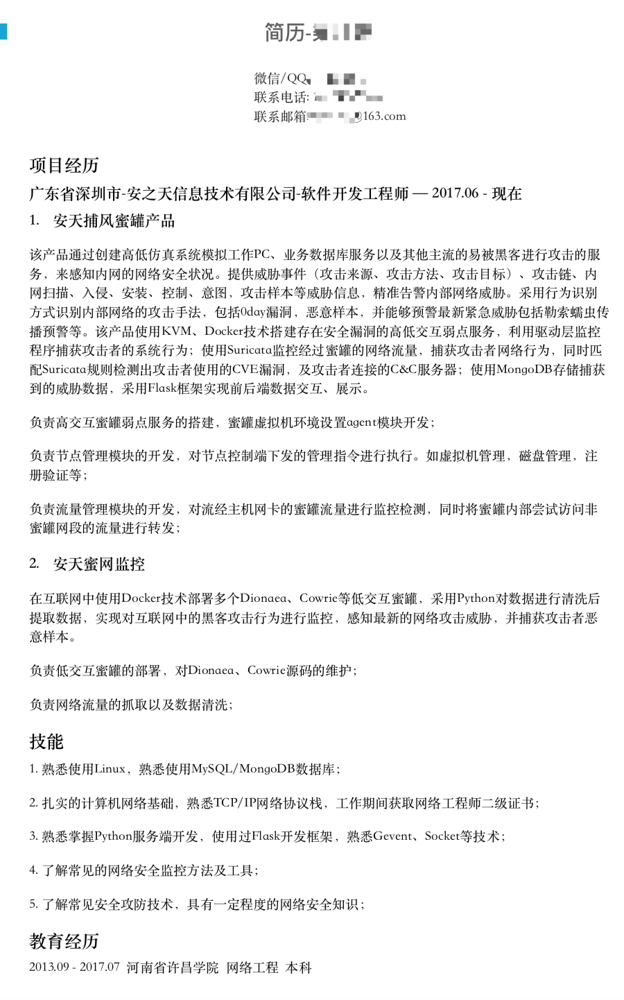 简历-
微信/QQ
联系电话:
联系邮箱: @163.com
项目经历
广东省深圳市-安之天信息技术有限公司-软件开发工程师 — 2017.06 - 现在
1. 安天捕风蜜罐产品
该产品通过创建高低仿真系统模拟工作PC、业务数据库服务以及其他主流的易被黑客进行攻击的服
务，来感知内网的网络安全状况。提供威胁事件（攻击来源、攻击方法、攻击目标）、攻击链、内
网扫描、入侵、安装、控制、意图，攻击样本等威胁信息，精准告警内部网络威胁。采用行为识别
方式识别内部网络的攻击手法，包括0day漏洞，恶意样本，并能够预警最新紧急威胁包括勒索蠕虫传
播预警等。该产品使用KVM、Docker技术搭建存在安全漏洞的高低交互弱点服务，利用驱动层监控
程序捕获攻击者的系统行为；使用Suricata监控经过蜜罐的网络流量，捕获攻击者网络行为，同时匹
配Suricata规则检测出攻击者使用的CVE漏洞，及攻击者连接的C&C服务器；使用MongoDB存储捕获
到的威胁数据，采用Flask框架实现前后端数据交互、展示。
负责高交互蜜罐弱点服务的搭建，蜜罐虚拟机环境设置agent模块开发；
负责节点管理模块的开发，对节点控制端下发的管理指令进行执行。如虚拟机管理，磁盘管理，注
册验证等；
负责流量管理模块的开发，对流经主机网卡的蜜罐流量进行监控检测，同时将蜜罐内部尝试访问非
蜜罐网段的流量进行转发；
2. 安天蜜网监控
在互联网中使用Docker技术部署多个Dionaea、Cowrie等低交互蜜罐，采用Python对数据进行清洗后
提取数据，实现对互联网中的黑客攻击行为进行监控，感知最新的网络攻击威胁，并捕获攻击者恶
意样本。
负责低交互蜜罐的部署，对Dionaea、Cowrie源码的维护；
负责网络流量的抓取以及数据清洗；
技能
1. 熟悉使用Linux，熟悉使用MySQL/MongoDB数据库；
2. 扎实的计算机网络基础，熟悉TCP/IP网络协议栈，工作期间获取网络工程师二级证书；
3. 熟悉掌握Python服务端开发，使用过Flask开发框架，熟悉Gevent、Socket等技术；
4. 了解常见的网络安全监控方法及工具；
5. 了解常见安全攻防技术，具有一定程度的网络安全知识；
教育经历
2013.09 - 2017.07 河南省许昌学院 网络工程 本科